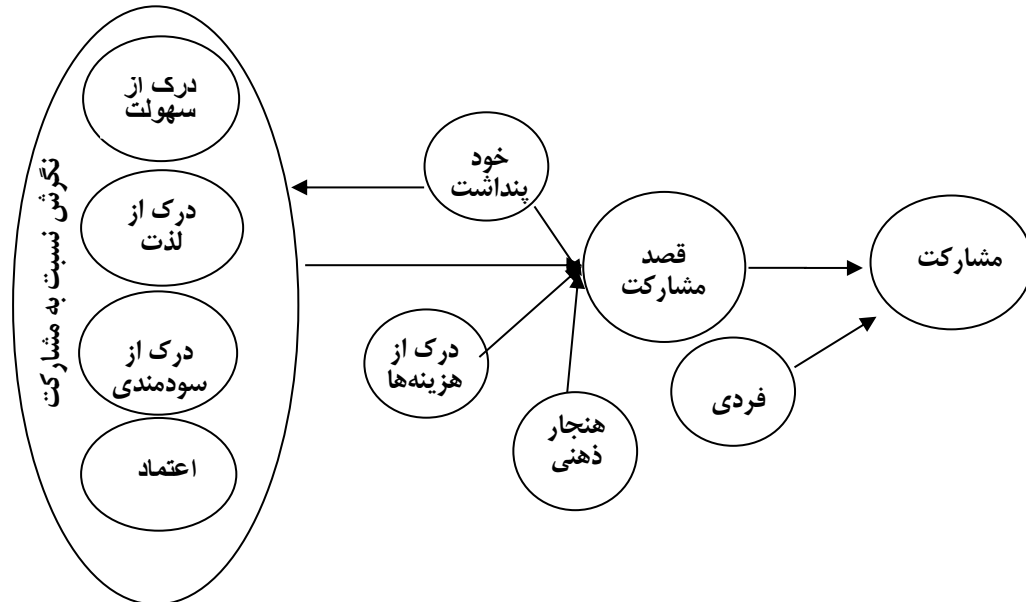 درک از
سهولت
درک از
لذت
درک از
سودمندی
اعتماد
نگرش نسبت به مشارکت
خود
پنداشت
درک از
هزینه‌ها
هنجار
ذهنی
قصد
مشارکت
فردی
مشارکت